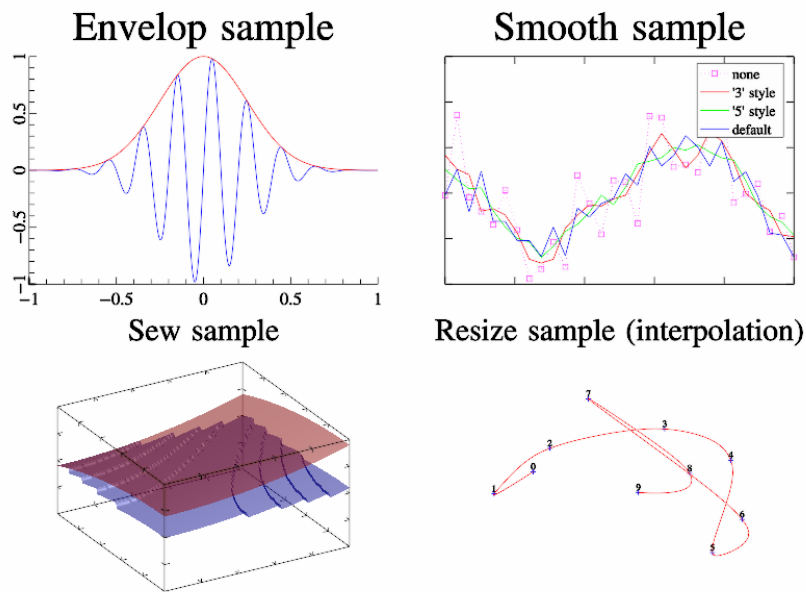 Envelop sample
Smooth sample
1
0.5
0
−0.5
−1
−1
−0.5
0
0.5
1
none
'3' style
'5' style
default
Sew sample
Resize sample (interpolation)
7
3
2
4
0
8
1
9
6
5